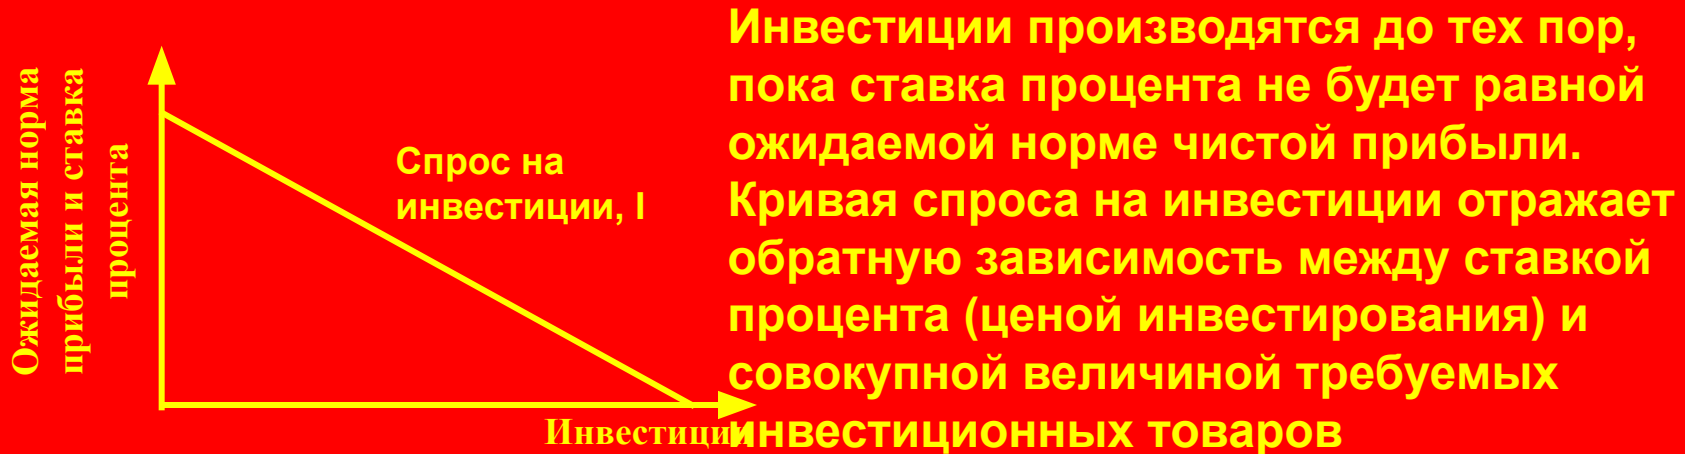 Ожидаемая норма
прибыли и ставка
процента
Спрос на
инвестиции, I
Инвестиции
Инвестиции производятся до тех пор,
пока ставка процента не будет равной
ожидаемой норме чистой прибыли.
Кривая спроса на инвестиции отражает
обратную зависимость между ставкой
процента (ценой инвестирования) и
совокупной величиной требуемых
инвестиционных товаров